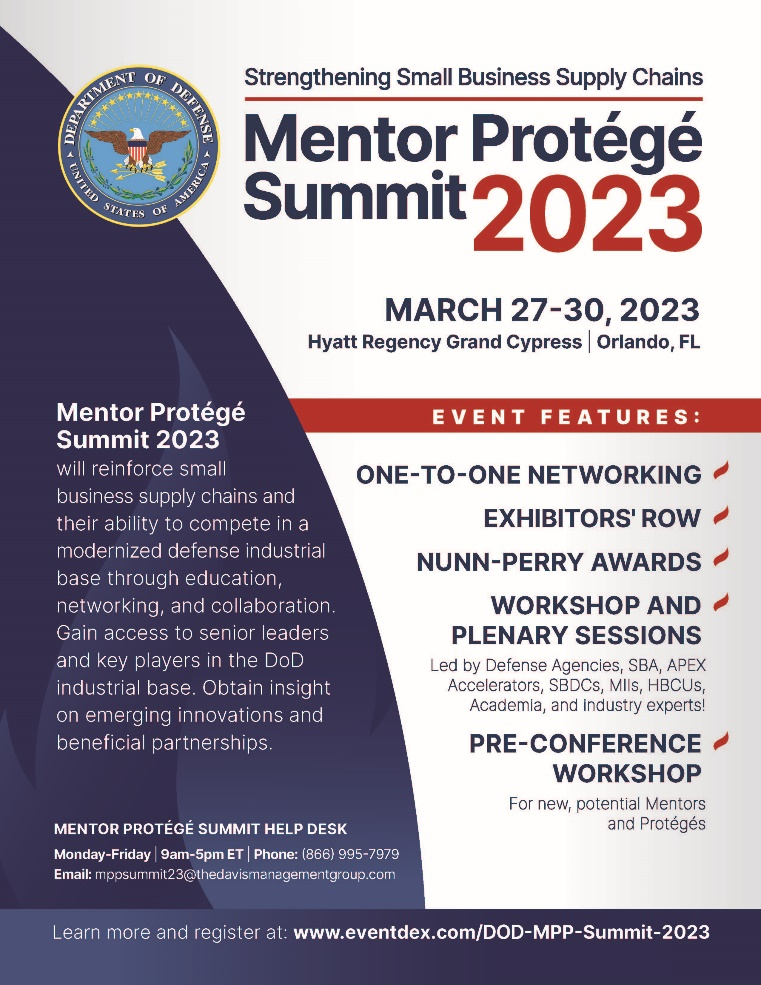 DEPARTMENT OF DEFENSE
UNITED STATES OF AMERICA
Strengthening Small Business Supply Chains
Mentor Protégé
Summit 2023
MARCH 27-30, 2023
Hyatt Regency Grand Cypress | Orlando, FL
EVENT FEATURES:
ONE-TO-ONE NETWORKING
EXHIBITORS' ROW
NUNN-PERRY AWARDS
WORKSHOP AND
PLENARY SESSIONS
Led by Defense Agencies, SBA, APEX
Accelerators, SBDCs, MIIs, HBCUs,
Academia, and industry experts!
PRE-CONFERENCE
WORKSHOP
For new, potential Mentors
and Protégés
Mentor Protégé
Summit 2023
will reinforce small
business supply chains and
their ability to compete in a
modernized defense industrial
base through education,
networking, and collaboration.
Gain access to senior leaders
and key players in the DoD
industrial base. Obtain insight
on emerging innovations and
beneficial partnerships.
MENTOR PROTÉGÉ SUMMIT HELP DESK
Monday-Friday | 9am-5pm ET | Phone: (866) 995-7979
Email: mppsummit23@thedavismanagementgroup.com
Learn more and register at: www.eventdex.com/DOD-MPP-Summit-2023